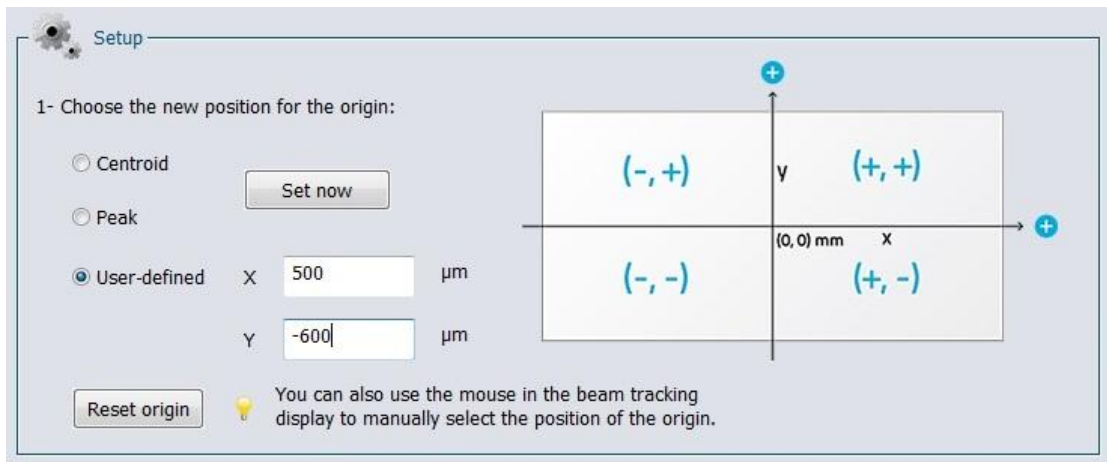 Setup
1- Choose the new position for the origin:
Centroid
Set now
Peak
User-defined X 500 µm
Y -600 µm
Reset origin
You can also use the mouse in the beam tracking
display to manually select the position of the origin.
+
(-, +) y (+, +)
(0, 0) mm x +
(-, -) (+, -)